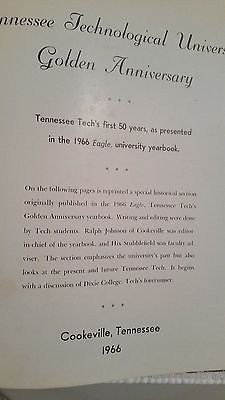 nnessee Technological Univers
Golden Anniversary
* * *
Tennessee Tech's first 50 years, as presented
in the 1966 Eagle, university yearbook.
* * *
On the following pages is reprinted a special historical section
originally published in the 1966 Eagle, Tennessee Tech's
Golden Anniversary yearbook. Writing and editing were done
by Tech students. Ralph Johnson of Cookeville was editor-
in-chief of the yearbook, and Hix Stubblefield was faculty ad-
viser. The section emphasizes the university's past but also
looks at the present and future Tennessee Tech. It begins
with a discussion of Dixie College, Tech's forerunner.
* * *
Cookeville, Tennessee
1966